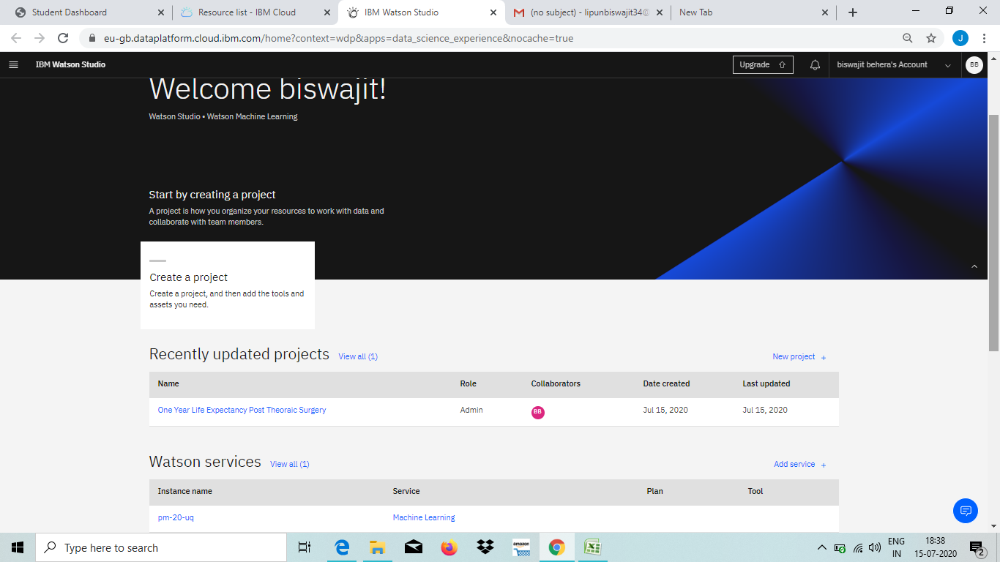 Student Dashboard
Resource list - IBM Cloud
IBM Watson Studio
(no subject) - lipunbiswajit34@
New Tab
eu-gb.dataplatform.cloud.ibm.com/home?context=wdp&apps=data_science_experience&nocache=true
J
IBM Watson Studio
Upgrade
biswajit behera's Account
BB
Welcome biswajit!
Watson Studio • Watson Machine Learning
Start by creating a project
A project is how you organize your resources to work with data and
collaborate with team members.
Create a project
Create a project, and then add the tools and
assets you need.
Recently updated projects View all (1)
New project +
Name Role Collaborators Date created Last updated
One Year Life Expectancy Post Theoraic Surgery Admin BB Jul 15, 2020 Jul 15, 2020
Watson services View all (1)
Add service +
Instance name Service Plan Tool
pm-20-uq Machine Learning
Type here to search
amazon
ENG
IN
18:38
15-07-2020
2